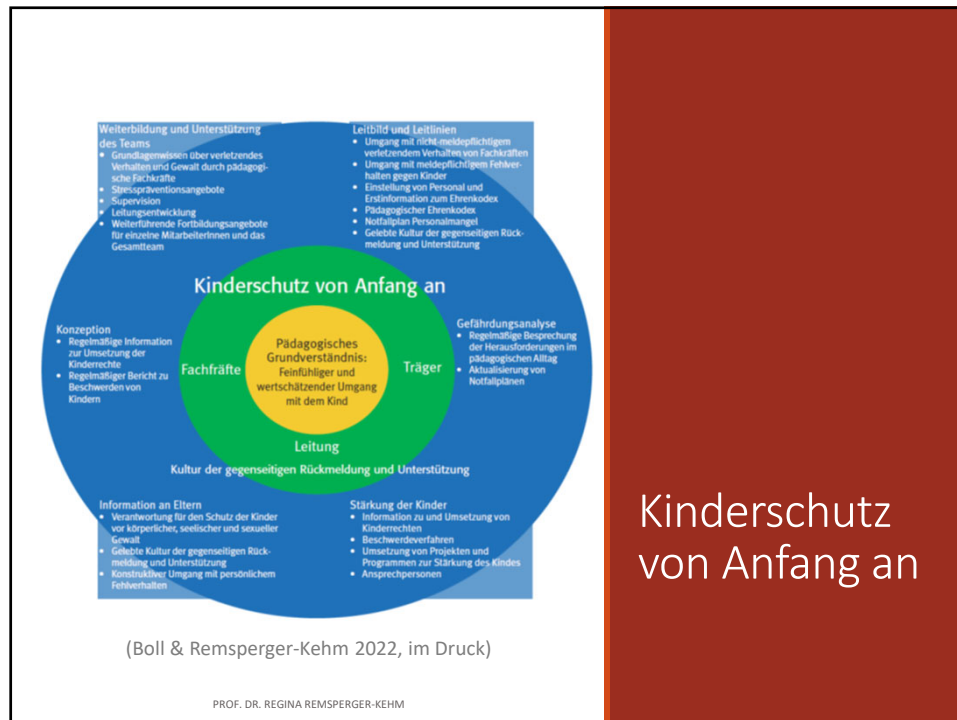 Weiterbildung und Unterstützung
des Teams
• Grundlagenwissen über verletzendes
Verhalten und Gewalt durch pädagogi-
sche Fachkräfte
• Stresspräventionsangebote
• Supervision
• Leitungsentwicklung
• Weiterführende Fortbildungsangebote
für einzelne MitarbeiterInnen und das
Gesamtteam
Leitbild und Leitlinien
• Umgang mit nicht-meldepflichtigem
verletzendem Verhalten von Fachkräften
• Umgang mit meldepflichtigem Fehlver-
halten gegen Kinder
• Einstellung von Personal und
Erstinformation zum Ehrenkodex
• Pädagogischer Ehrenkodex
• Notfallplan Personalmangel
• Gelebte Kultur der gegenseitigen Rück-
meldung und Unterstützung
Kinderschutz von Anfang an
Konzeption
• Regelmäßige Information
zur Umsetzung der
Kinderrechte
• Regelmäßiger Bericht zu
Beschwerden von
Kindern
Fachfräfte
Pädagogisches
Grundverständnis:
Feinfühliger und
wertschätzender Umgang
mit dem Kind
Träger
Gefährdungsanalyse
• Regelmäßige Besprechung
der Herausforderungen im
pädagogischen Alltag
• Aktualisierung von
Notfallplänen
Leitung
Kultur der gegenseitigen Rückmeldung und Unterstützung
Information an Eltern
• Verantwortung für den Schutz der Kinder
vor körperlicher, seelischer und sexueller
Gewalt
• Gelebte Kultur der gegenseitigen Rück-
meldung und Unterstützung
• Konstruktiver Umgang mit persönlichem
Fehlverhalten
Stärkung der Kinder
• Information zu und Umsetzung von
Kinderrechten
• Beschwerdeverfahren
• Umsetzung von Projekten und
Programmen zur Stärkung des Kindes
• Ansprechpersonen
(Boll & Remsperger-Kehm 2022, im Druck)
PROF. DR. REGINA REMSPERGER-KEHM
Kinderschutz
von Anfang an